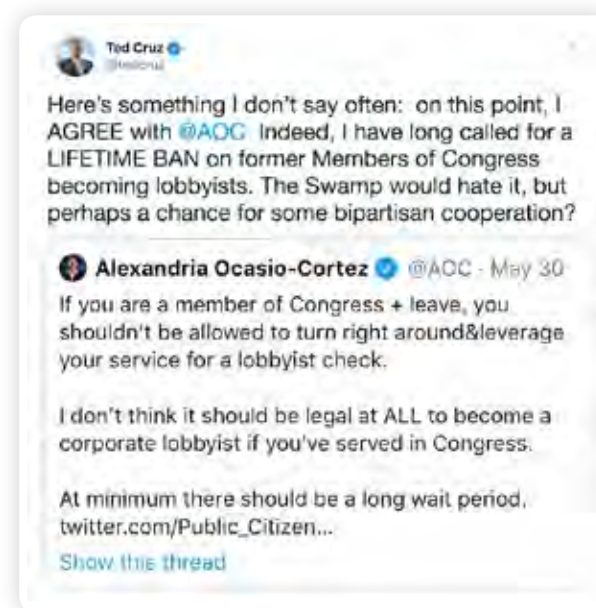 Ted Cruz
@tedcruz
Here's something I don't say often: on this point, I
AGREE with @AOC Indeed, I have long called for a
LIFETIME BAN on former Members of Congress
becoming lobbyists. The Swamp would hate it, but
perhaps a chance for some bipartisan cooperation?
Alexandria Ocasio-Cortez @AOC · May 30
If you are a member of Congress + leave, you
shouldn't be allowed to turn right around&leverage
your service for a lobbyist check.
I don't think it should be legal at ALL to become a
corporate lobbyist if you've served in Congress.
At minimum there should be a long wait period.
twitter.com/Public_Citizen...
Show this thread